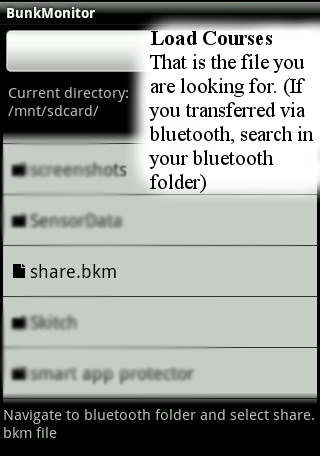 BunkMonitor
Load Courses
That is the file you
are looking for. (If
you transferred via
bluetooth, search in
your bluetooth
folder)
Current directory:
/mnt/sdcard/
screenshots
SensorData
share.bkm
Skitch
smart app protector
Navigate to bluetooth folder and select share.
bkm file